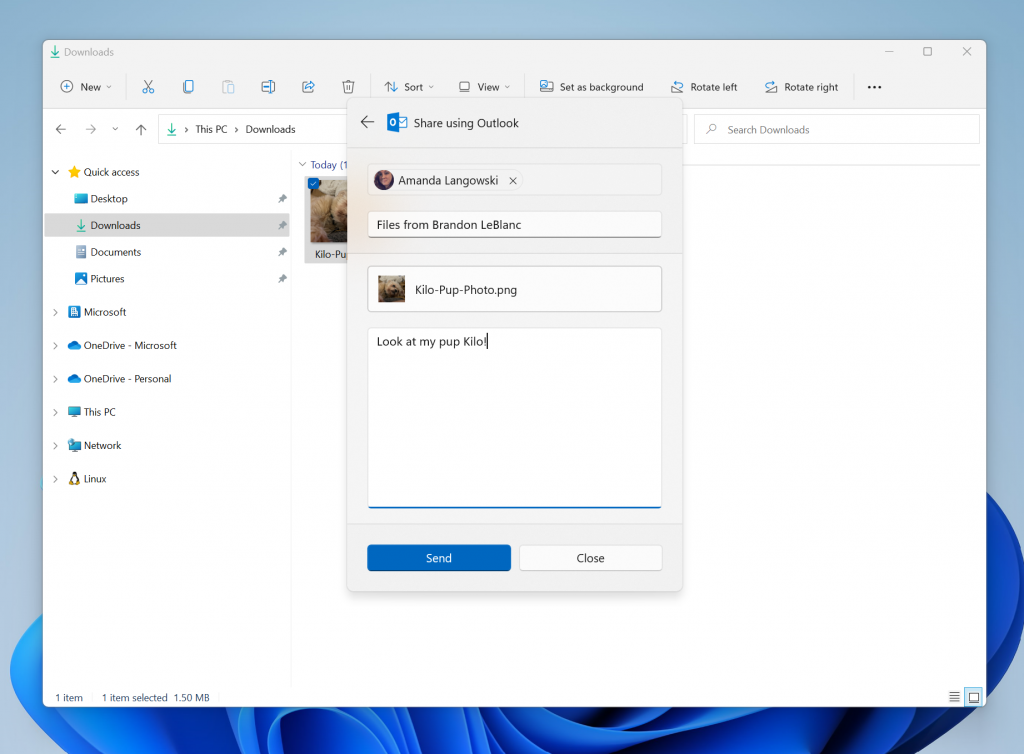 Downloads
New
Sort
View
Set as background
Rotate left
Rotate right
This PC > Downloads
Search Downloads
Quick access
Desktop
Downloads
Documents
Pictures
Microsoft
OneDrive - Microsoft
OneDrive - Personal
This PC
Network
Linux
Today (1
Kilo-Pu
Share using Outlook
Amanda Langowski
Files from Brandon LeBlanc
Kilo-Pup-Photo.png
Look at my pup Kilo!
Send
Close
1 item
1 item selected 1.50 MB